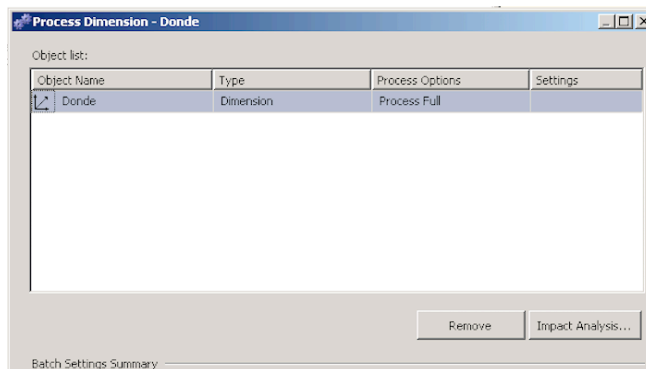 Process Dimension - Donde
Object list:
Object Name Type Process Options Settings
Donde Dimension Process Full
Remove Impact Analysis...
Batch Settings Summary